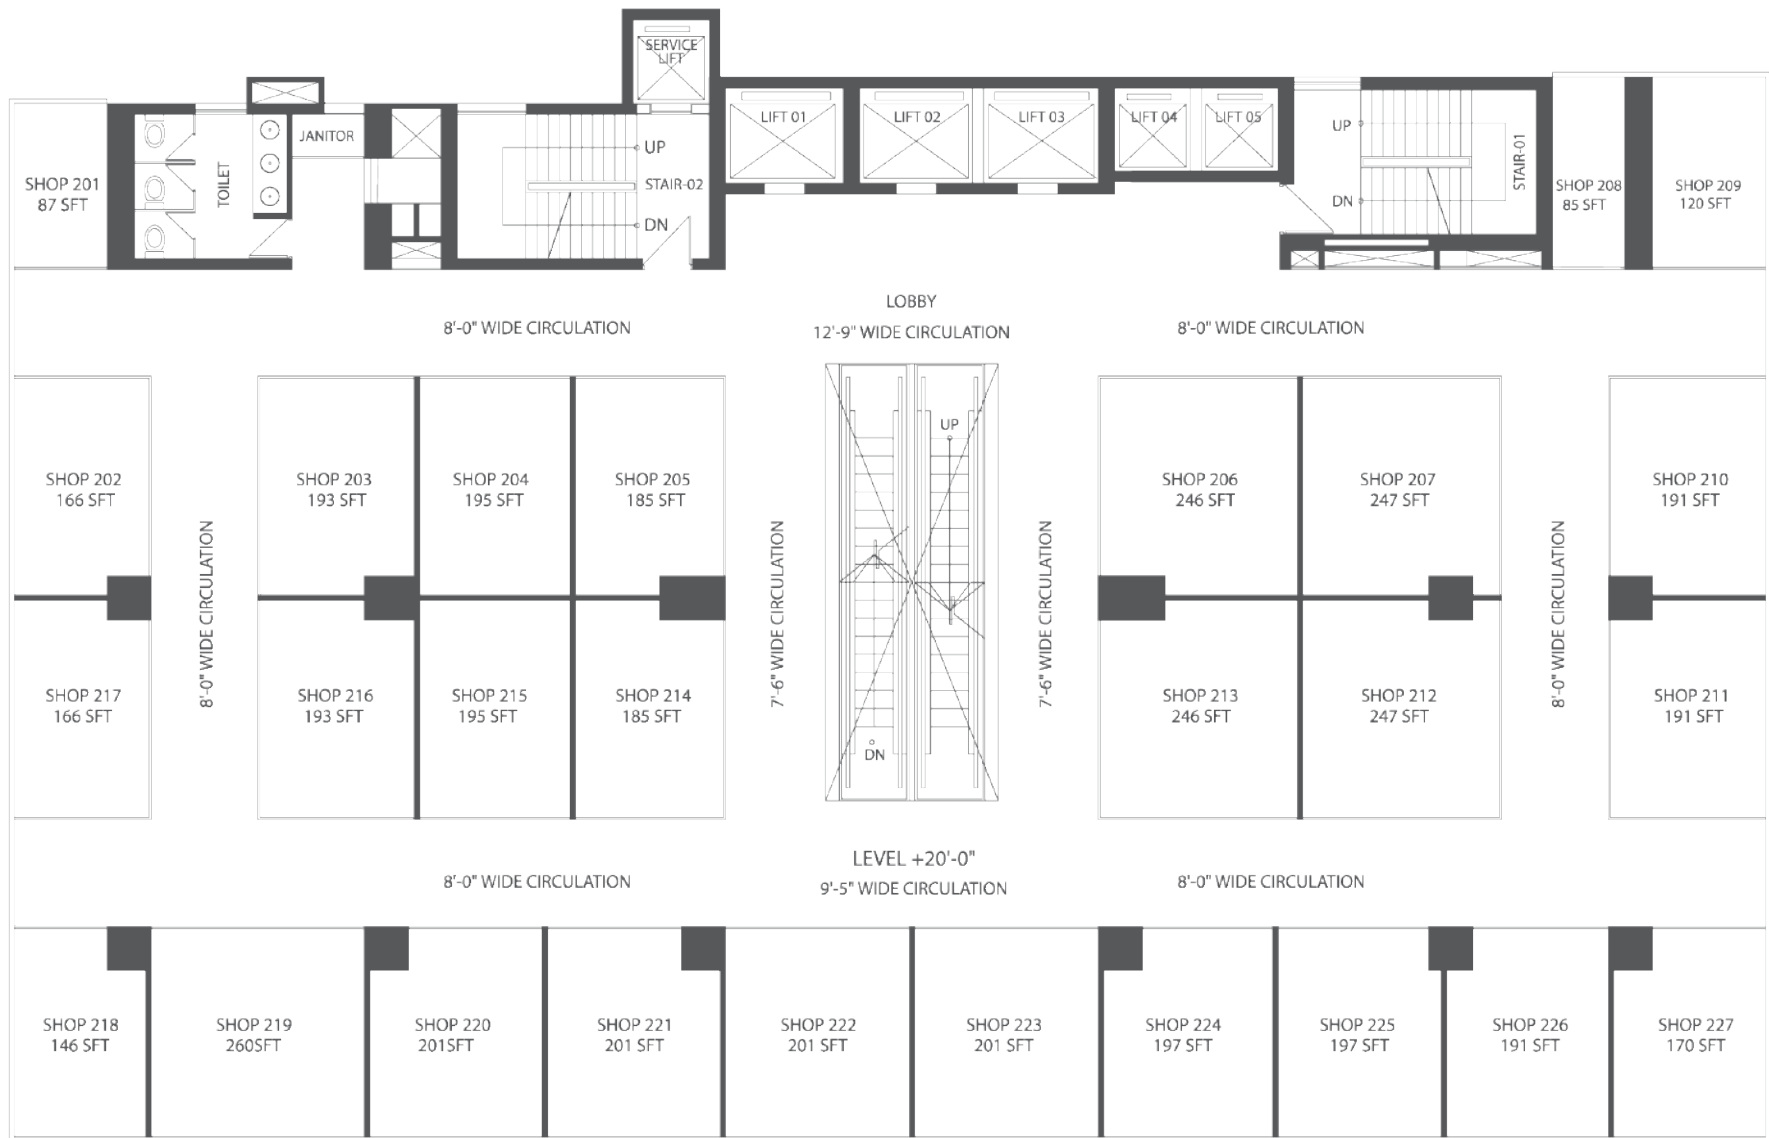 SERVICE
LIFT
LIFT 01
LIFT 02
LIFT 03
LIFT 04
LIFT 05
UP
DN
STAIR-01
JANITOR
TOILET
UP
STAIR-02
DN
SHOP 201
87 SFT
SHOP 208
85 SFT
SHOP 209
120 SFT
LOBBY
8'-0" WIDE CIRCULATION
12'-9" WIDE CIRCULATION
8'-0" WIDE CIRCULATION
SHOP 202
166 SFT
SHOP 203
193 SFT
SHOP 204
195 SFT
SHOP 205
185 SFT
UP
SHOP 206
246 SFT
SHOP 207
247 SFT
SHOP 210
191 SFT
8'-0" WIDE CIRCULATION
7'-6" WIDE CIRCULATION
7'-6" WIDE CIRCULATION
8'-0" WIDE CIRCULATION
SHOP 217
166 SFT
SHOP 216
193 SFT
SHOP 215
195 SFT
SHOP 214
185 SFT
DN
SHOP 213
246 SFT
SHOP 212
247 SFT
SHOP 211
191 SFT
LEVEL +20'-0"
8'-0" WIDE CIRCULATION
9'-5" WIDE CIRCULATION
8'-0" WIDE CIRCULATION
SHOP 218
146 SFT
SHOP 219
260SFT
SHOP 220
201SFT
SHOP 221
201 SFT
SHOP 222
201 SFT
SHOP 223
201 SFT
SHOP 224
197 SFT
SHOP 225
197 SFT
SHOP 226
191 SFT
SHOP 227
170 SFT